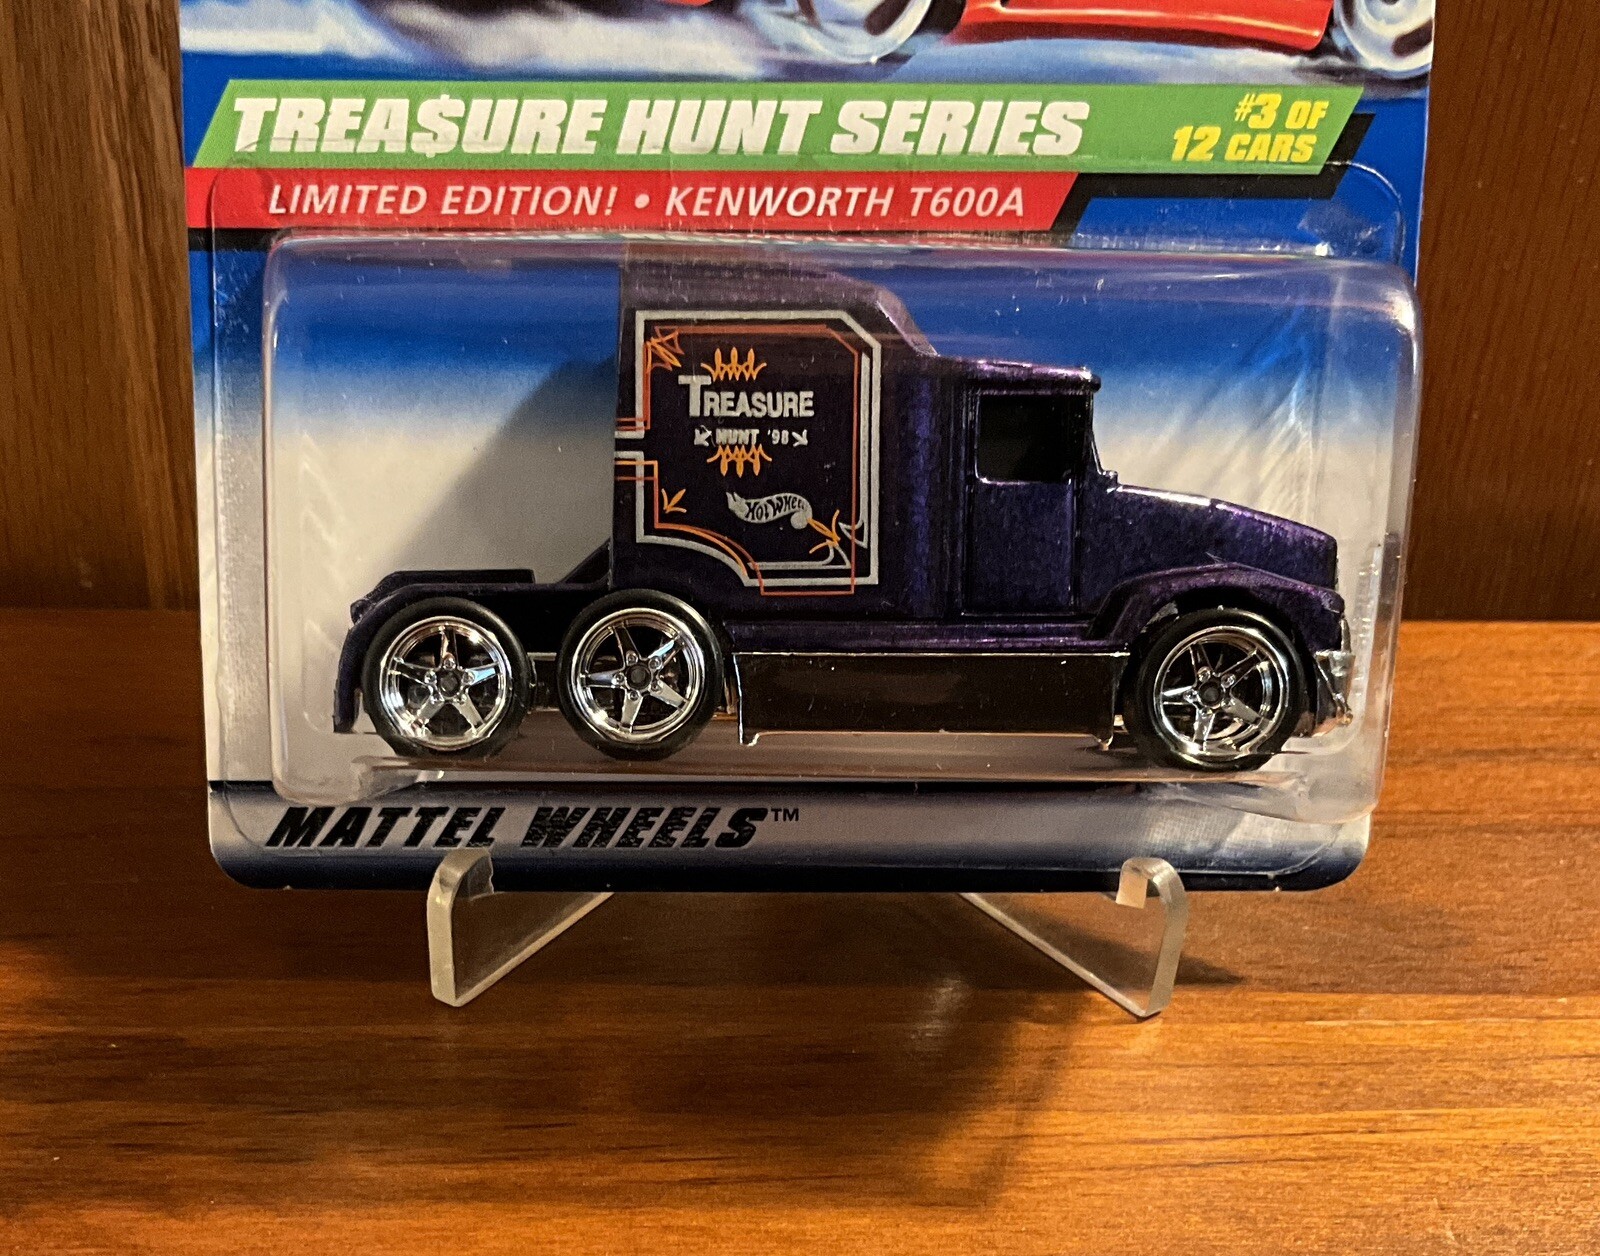 TREA$URE HUNT SERIES
#3 OF
12 CARS
LIMITED EDITION! • KENWORTH T600A
TREASURE
HUNT '98
HOT WHEELS
MATTEL WHEELS™